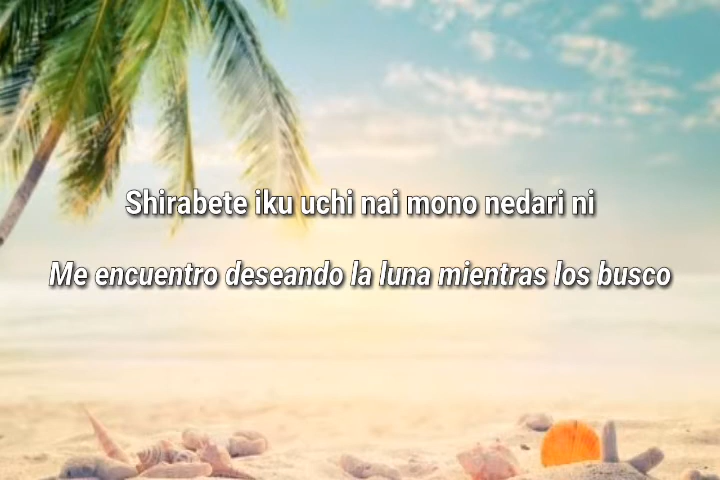 Shirabete iku uchi nai mono nedari ni
Me encuentro deseando la luna mientras los busco